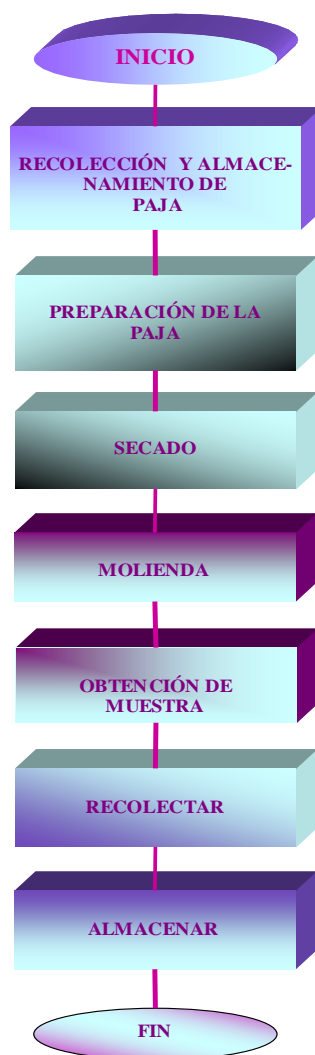 INICIO
RECOLECCIÓN Y ALMACE-
NAMIENTO DE
PAJA
PREPARACIÓN DE LA
PAJA
SECADO
MOLIENDA
OBTENCIÓN DE
MUESTRA
RECOLECTAR
ALMACENAR
FIN